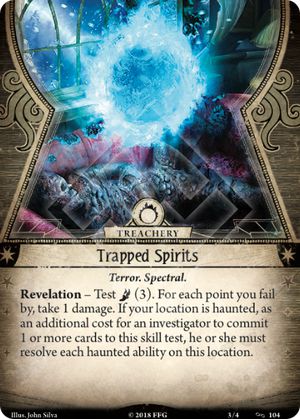 TREACHERY
Trapped Spirits
Terror. Spectral.
Revelation – Test (3). For each point you fail
by, take 1 damage. If your location is haunted, as
an additional cost for an investigator to commit
1 or more cards to this skill test, he or she must
resolve each haunted ability on this location.
Illus. John Silva
© 2018 FFG
3/4
104